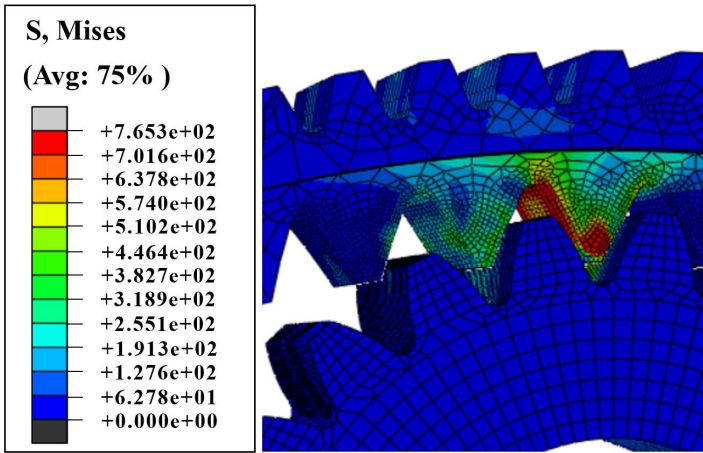 S, Mises
(Avg: 75% )
+7.653e+02
+7.016e+02
+6.378e+02
+5.740e+02
+5.102e+02
+4.464e+02
+3.827e+02
+3.189e+02
+2.551e+02
+1.913e+02
+1.276e+02
+6.278e+01
+0.000e+00